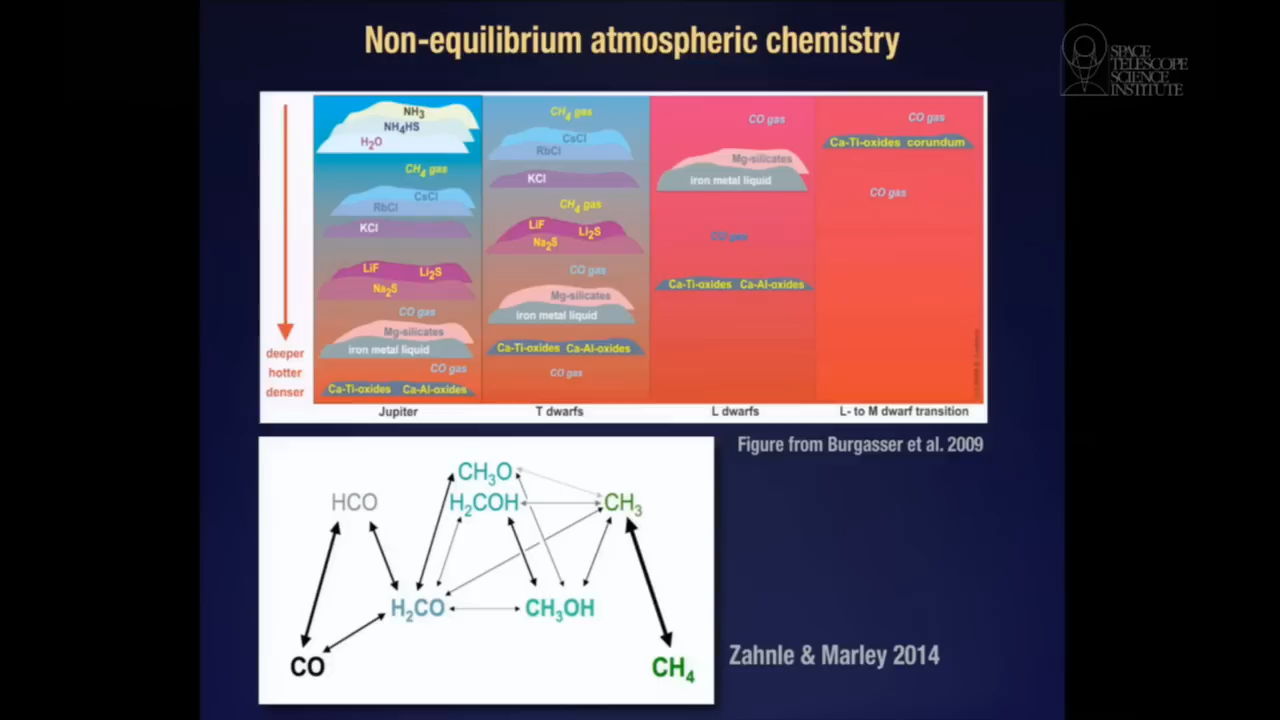 Non-equilibrium atmospheric chemistry
SPACE
TELESCOPE
SCIENCE
INSTITUTE
deeper
hotter
denser
NH3
NH4HS
H2O
CH4 gas
CsCl
RbCl
KCl
LiF
Li2S
Na2S
CO gas
Mg-silicates
iron metal liquid
CO gas
Ca-Ti-oxides Ca-Al-oxides
Jupiter
CH4 gas
CsCl
RbCl
KCl
CH4 gas
LiF
Li2S
Na2S
CO gas
Mg-silicates
iron metal liquid
Ca-Ti-oxides Ca-Al-oxides
CO gas
T dwarfs
CO gas
Mg-silicates
iron metal liquid
CO gas
Ca-Ti-oxides Ca-Al-oxides
L dwarfs
CO gas
Ca-Ti-oxides corundum
CO gas
L- to M dwarf transition
Figure from Burgasser et al. 2009
CH3O
HCO
H2COH
CH3
H2CO
CH3OH
CO
CH4
Zahnle & Marley 2014